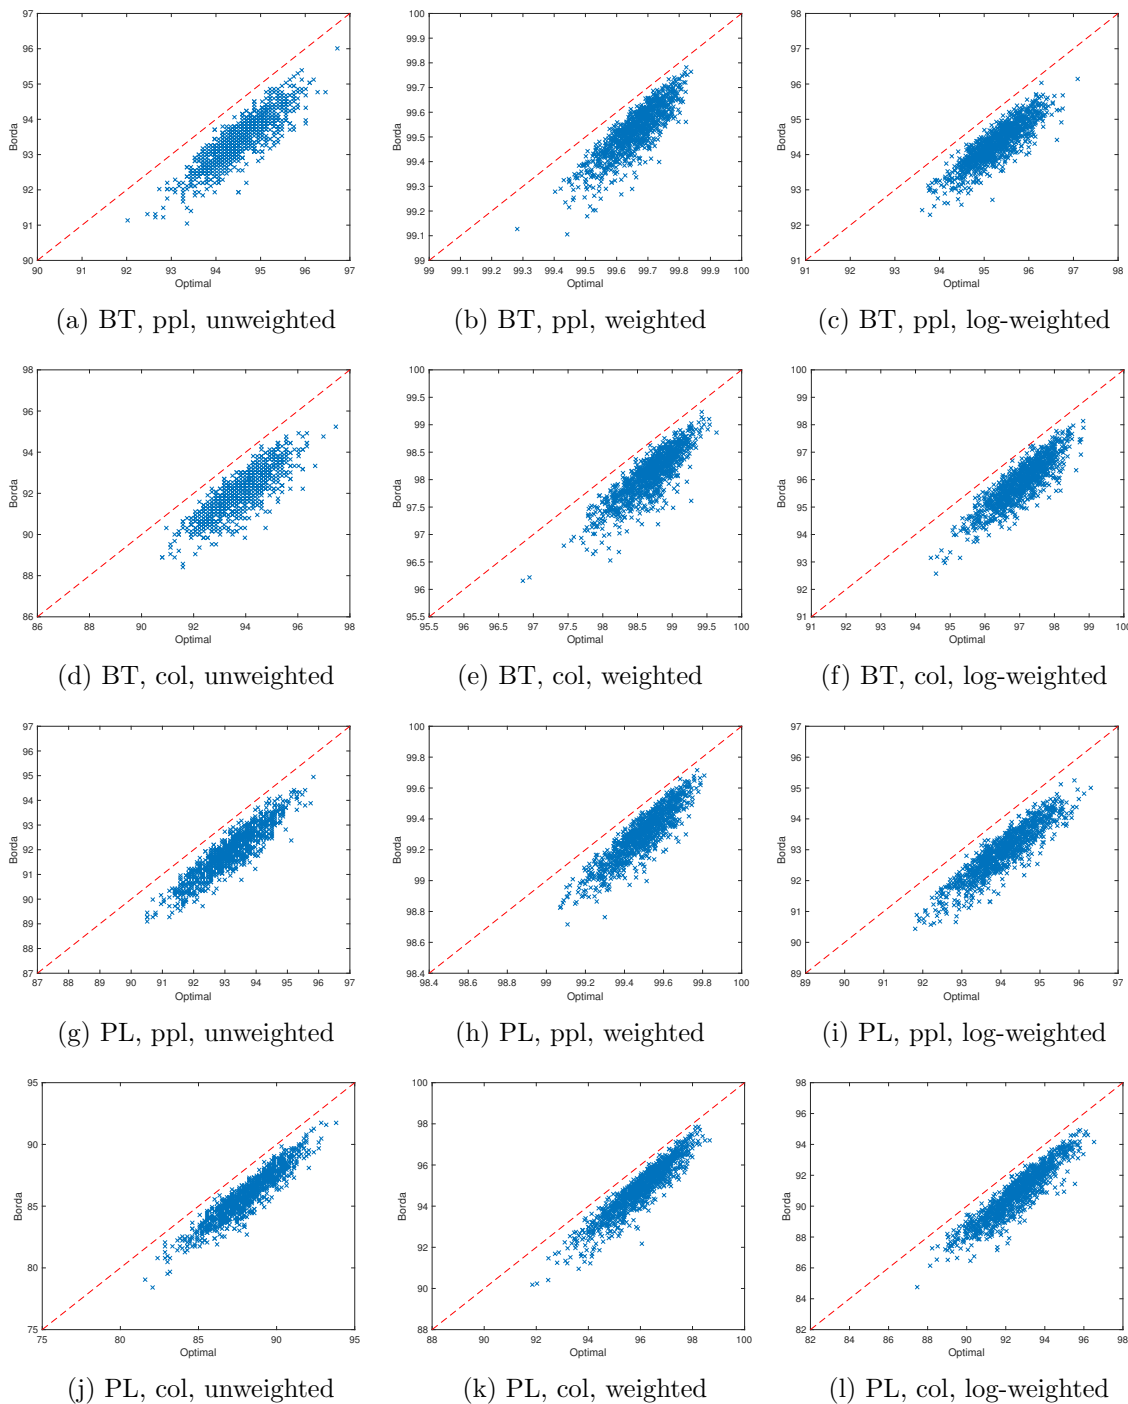 97
96
95
94
93
92
91
90
Borda
90 91 92 93 94 95 96 97
Optimal
(a) BT, ppl, unweighted
100
99.9
99.8
99.7
99.6
99.5
99.4
99.3
99.2
99.1
99
Borda
99 99.1 99.2 99.3 99.4 99.5 99.6 99.7 99.8 99.9 100
Optimal
(b) BT, ppl, weighted
98
97
96
95
94
93
92
91
Borda
91 92 93 94 95 96 97 98
Optimal
(c) BT, ppl, log-weighted
98
96
94
92
90
88
86
Borda
86 88 90 92 94 96 98
Optimal
(d) BT, col, unweighted
100
99.5
99
98.5
98
97.5
97
96.5
96
95.5
Borda
95.5 96 96.5 97 97.5 98 98.5 99 99.5 100
Optimal
(e) BT, col, weighted
100
99
98
97
96
95
94
93
92
91
Borda
91 92 93 94 95 96 97 98 99 100
Optimal
(f) BT, col, log-weighted
97
96
95
94
93
92
91
90
89
88
87
Borda
87 88 89 90 91 92 93 94 95 96 97
Optimal
(g) PL, ppl, unweighted
100
99.8
99.6
99.4
99.2
99
98.8
98.6
98.4
Borda
98.4 98.6 98.8 99 99.2 99.4 99.6 99.8 100
Optimal
(h) PL, ppl, weighted
97
96
95
94
93
92
91
90
89
Borda
89 90 91 92 93 94 95 96 97
Optimal
(i) PL, ppl, log-weighted
95
90
85
80
75
Borda
75 80 85 90 95
Optimal
(j) PL, col, unweighted
100
98
96
94
92
90
88
Borda
88 90 92 94 96 98 100
Optimal
(k) PL, col, weighted
98
96
94
92
90
88
86
84
82
Borda
82 84 86 88 90 92 94 96 98
Optimal
(l) PL, col, log-weighted